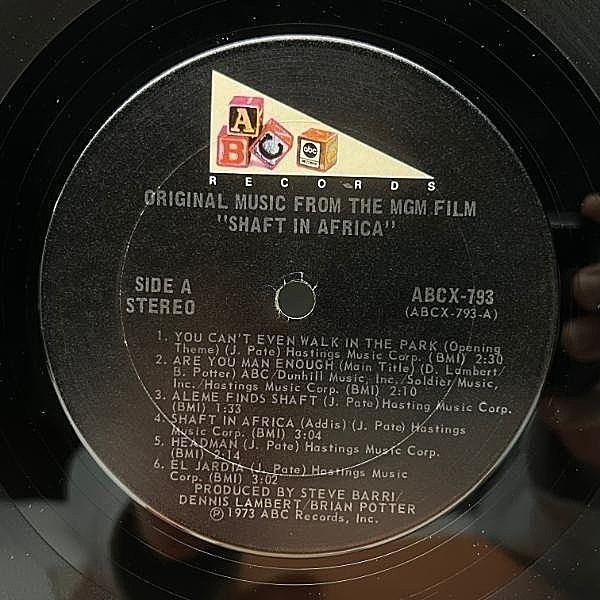 A
B C abc
RECORDS
ORIGINAL MUSIC FROM THE MGM FILM
"SHAFT IN AFRICA"
SIDE A
STEREO
ABCX-793
(ABCX-793-A)
1. YOU CAN'T EVEN WALK IN THE PARK (Opening
Theme) (J. Pate) Hastings Music Corp. (BMI) 2:30
2. ARE YOU MAN ENOUGH (Main Title) (D. Lambert/
B. Potter) ABC/Dunhill Music, Inc./Soldier Music,
Inc./Hastings Music Corp. (BMI) 2:10
3. ALEME FINDS SHAFT (J. Pate) Hasting Music Corp.
(BMI) 1:33
4. SHAFT IN AFRICA (Addis) (J. Pate) Hastings
Music Corp. (BMI) 3:04
5. HEADMAN (J. Pate) Hastings Music Corp.
(BMI) 2:14
6. EL JARDIA (J. Pate) Hastings Music
Corp. (BMI) 3:02
PRODUCED BY STEVE BARRI/
DENNIS LAMBERT/BRIAN POTTER
℗ 1973 ABC Records, Inc.